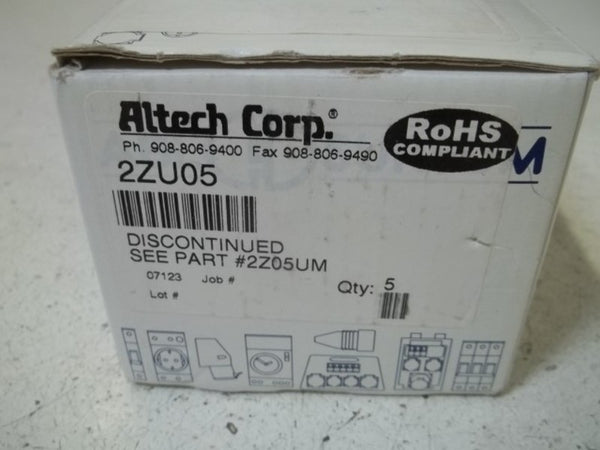 Altech Corp.®
RoHS
COMPLIANT
M
Ph. 908-806-9400 Fax 908-806-9490
2ZU05
DISCONTINUED
SEE PART #2Z05UM
07123 Job #
Qty: 5
Lot #